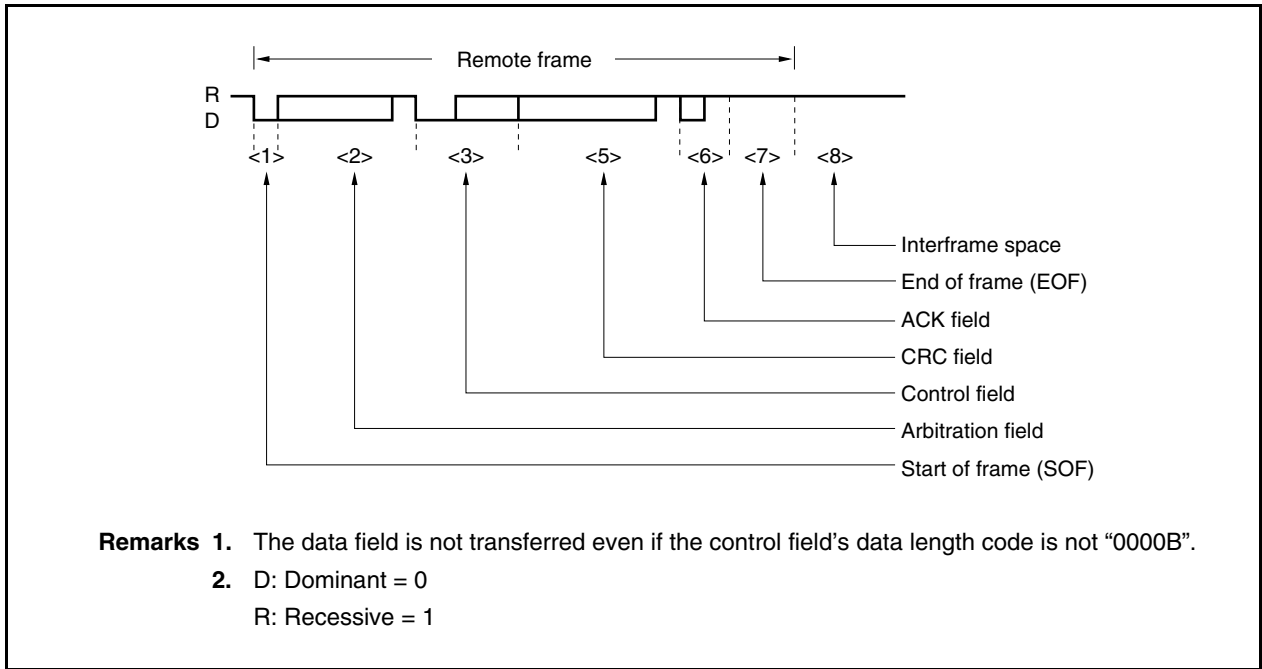 Remote frame
R
D
<1> <2> <3> <5> <6> <7> <8>
Interframe space
End of frame (EOF)
ACK field
CRC field
Control field
Arbitration field
Start of frame (SOF)
Remarks 1. The data field is not transferred even if the control field's data length code is not “0000B”.
2. D: Dominant = 0
R: Recessive = 1